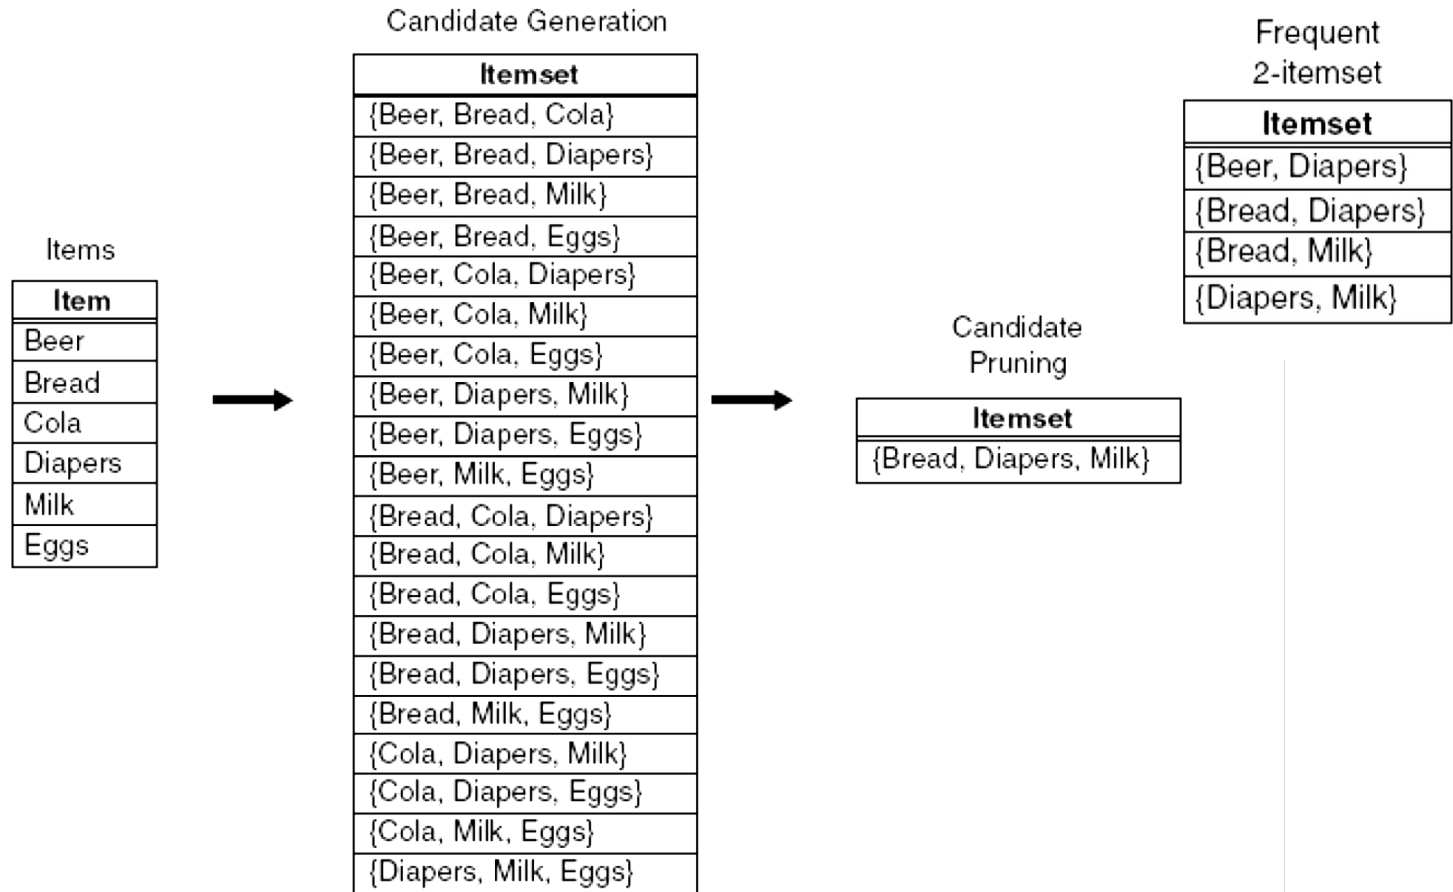 Items
Item
Beer
Bread
Cola
Diapers
Milk
Eggs
Candidate Generation
Itemset
{Beer, Bread, Cola}
{Beer, Bread, Diapers}
{Beer, Bread, Milk}
{Beer, Bread, Eggs}
{Beer, Cola, Diapers}
{Beer, Cola, Milk}
{Beer, Cola, Eggs}
{Beer, Diapers, Milk}
{Beer, Diapers, Eggs}
{Beer, Milk, Eggs}
{Bread, Cola, Diapers}
{Bread, Cola, Milk}
{Bread, Cola, Eggs}
{Bread, Diapers, Milk}
{Bread, Diapers, Eggs}
{Bread, Milk, Eggs}
{Cola, Diapers, Milk}
{Cola, Diapers, Eggs}
{Cola, Milk, Eggs}
{Diapers, Milk, Eggs}
Candidate
Pruning
Itemset
{Bread, Diapers, Milk}
Frequent
2-itemset
Itemset
{Beer, Diapers}
{Bread, Diapers}
{Bread, Milk}
{Diapers, Milk}